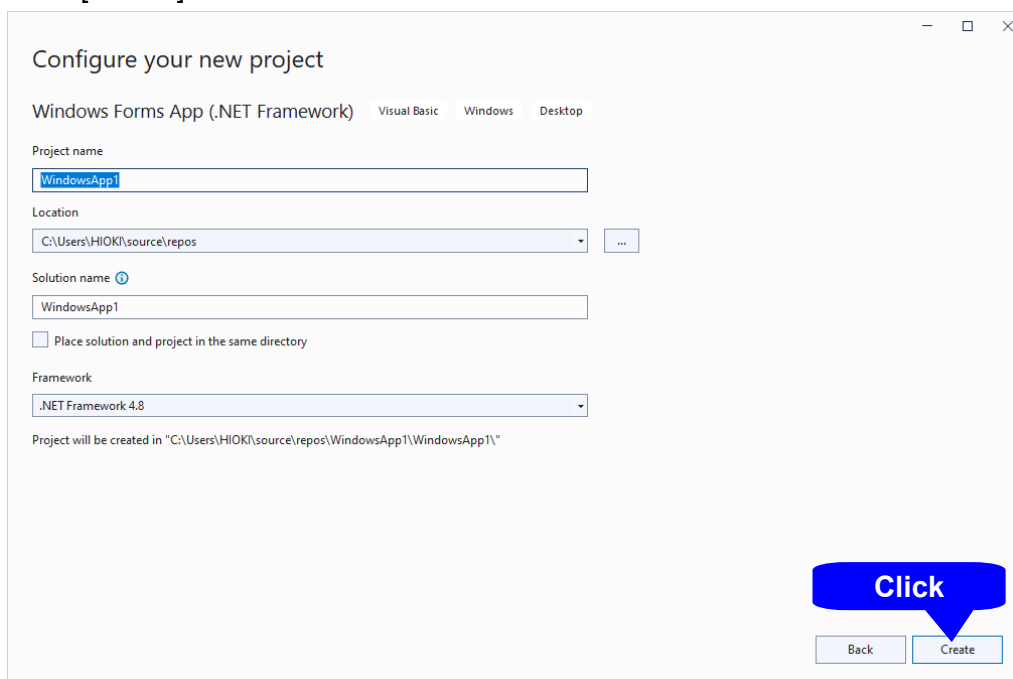 Configure your new project
Windows Forms App (.NET Framework) Visual Basic Windows Desktop
Project name
WindowsApp1
Location
C:\Users\HIOKI\source\repos
...
Solution name
WindowsApp1
Place solution and project in the same directory
Framework
.NET Framework 4.8
Project will be created in "C:\Users\HIOKI\source\repos\WindowsApp1\WindowsApp1\"
Click
Back Create